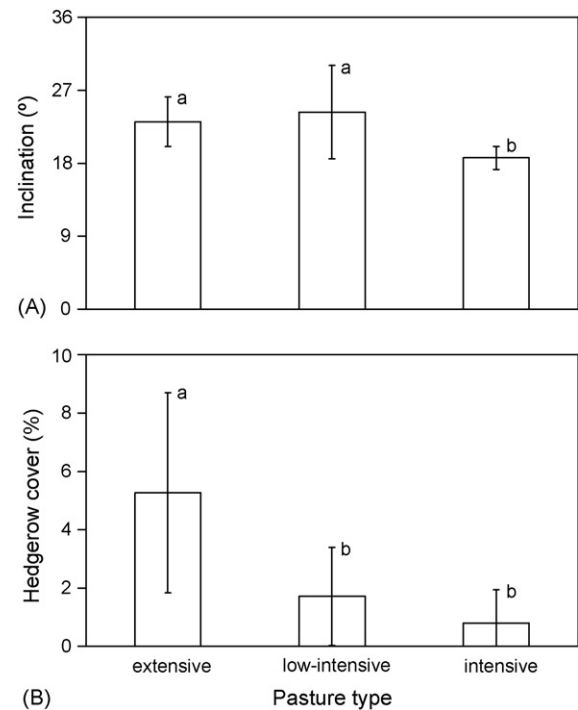 36
27
18
9
0
Inclination (º)
a
a
b
(A)
10
8
6
4
2
0
Hedgerow cover (%)
a
b
b
extensive low-intensive intensive
(B) Pasture type